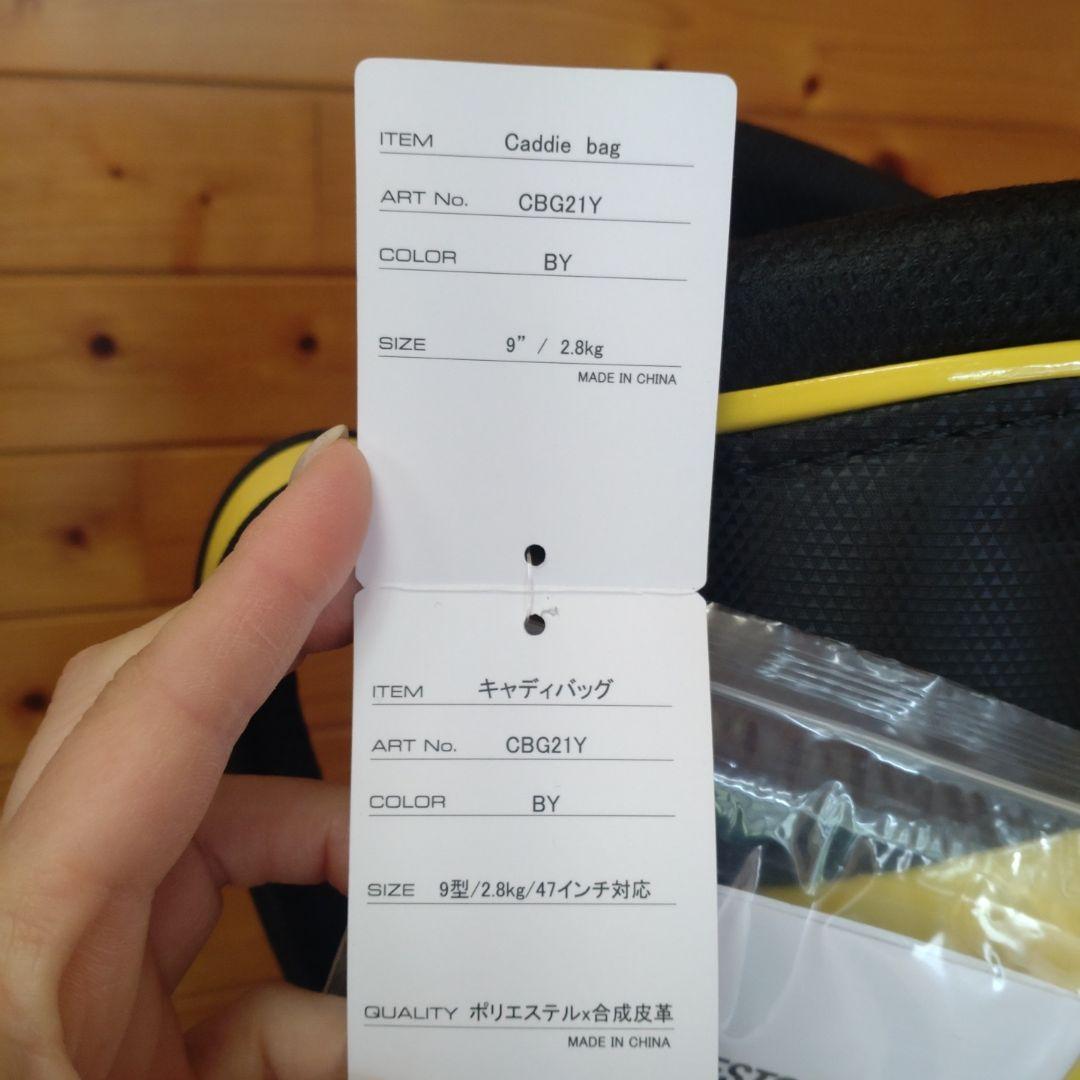 ITEM Caddie bag
ART No. CBG21Y
COLOR BY
SIZE 9” / 2.8kg
MADE IN CHINA
ITEM キャディバッグ
ART No. CBG21Y
COLOR BY
SIZE 9型/2.8kg/47インチ対応
QUALITY ポリエステルx合成皮革
MADE IN CHINA